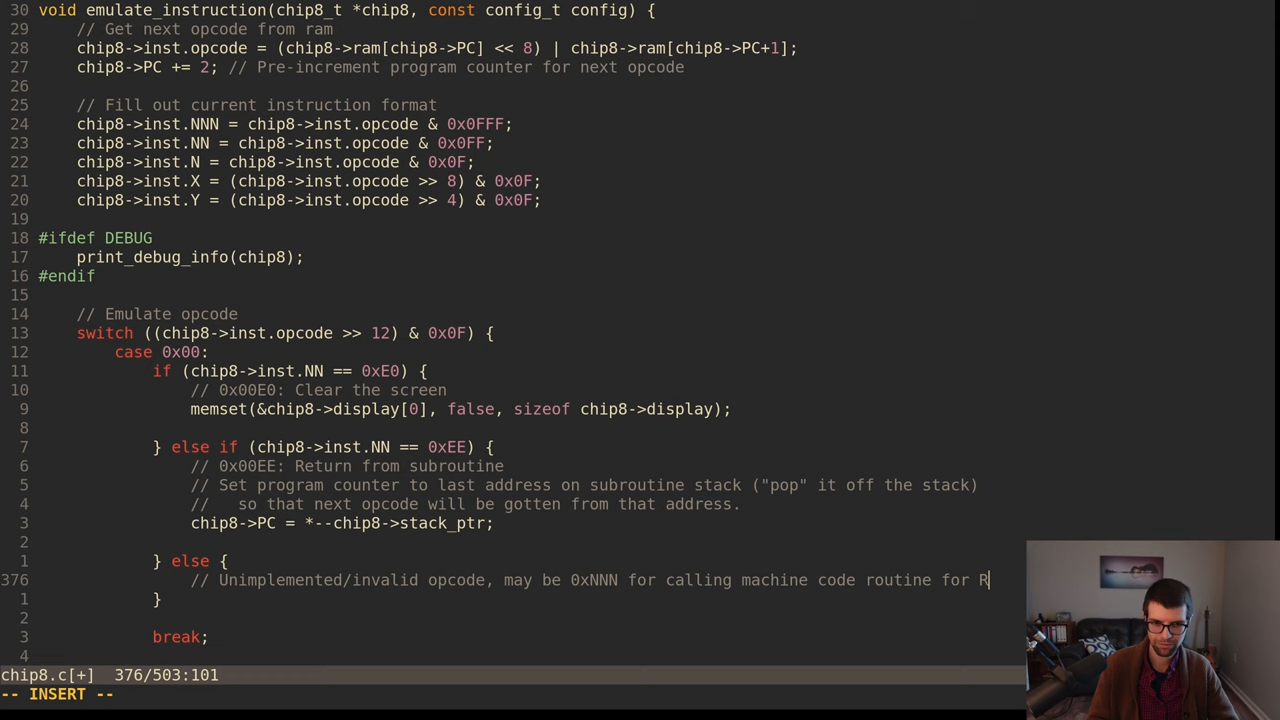 30 void emulate_instruction(chip8_t *chip8, const config_t config) {
29     // Get next opcode from ram
28     chip8->inst.opcode = (chip8->ram[chip8->PC] << 8) | chip8->ram[chip8->PC+1];
27     chip8->PC += 2; // Pre-increment program counter for next opcode
26
25     // Fill out current instruction format
24     chip8->inst.NNN = chip8->inst.opcode & 0x0FFF;
23     chip8->inst.NN = chip8->inst.opcode & 0x0FF;
22     chip8->inst.N = chip8->inst.opcode & 0x0F;
21     chip8->inst.X = (chip8->inst.opcode >> 8) & 0x0F;
20     chip8->inst.Y = (chip8->inst.opcode >> 4) & 0x0F;
19
18 #ifdef DEBUG
17     print_debug_info(chip8);
16 #endif
15
14     // Emulate opcode
13     switch ((chip8->inst.opcode >> 12) & 0x0F) {
12         case 0x00:
11             if (chip8->inst.NN == 0xE0) {
10                 // 0x00E0: Clear the screen
9                 memset(&chip8->display[0], false, sizeof chip8->display);
8
7             } else if (chip8->inst.NN == 0xEE) {
6                 // 0x00EE: Return from subroutine
5                 // Set program counter to last address on subroutine stack ("pop" it off the stack)
4                 //   so that next opcode will be gotten from that address.
3                 chip8->PC = *--chip8->stack_ptr;
2
1             } else {
376                 // Unimplemented/invalid opcode, may be 0xNNN for calling machine code routine for R
1             }
2
3             break;
4
chip8.c[+]  376/503:101
-- INSERT --